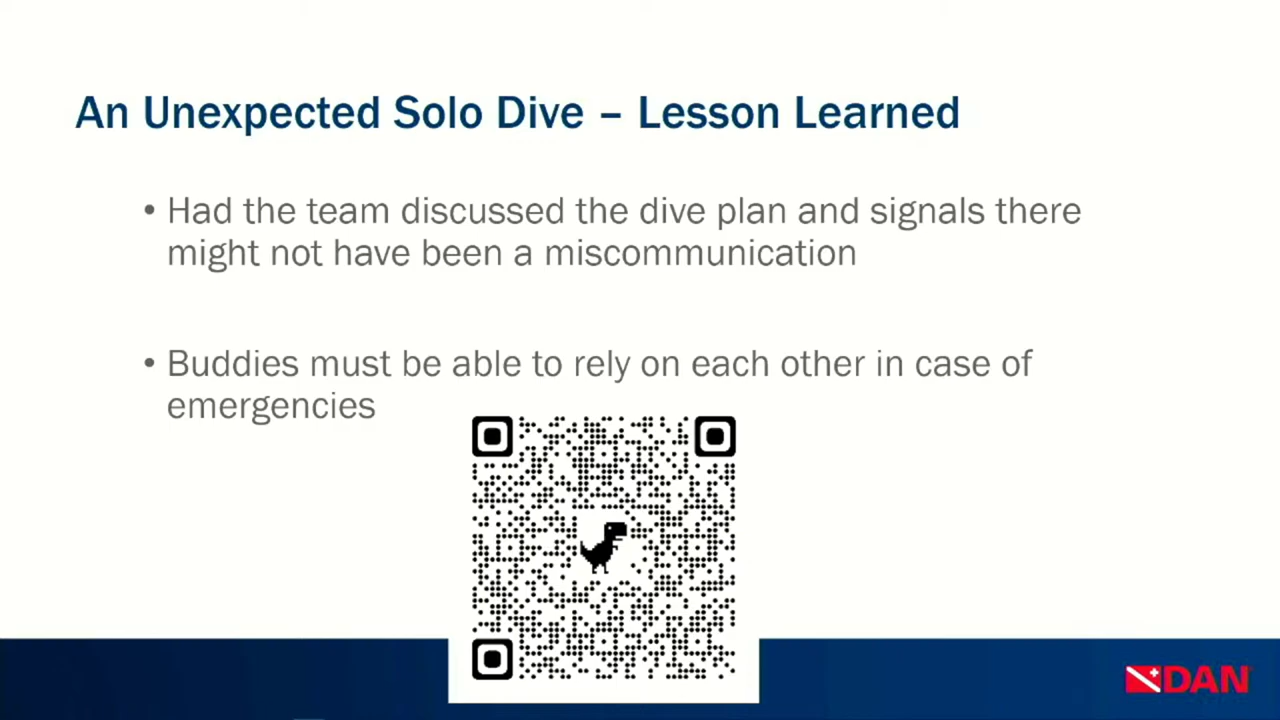 An Unexpected Solo Dive – Lesson Learned
• Had the team discussed the dive plan and signals there
might not have been a miscommunication
• Buddies must be able to rely on each other in case of
emergencies
DAN